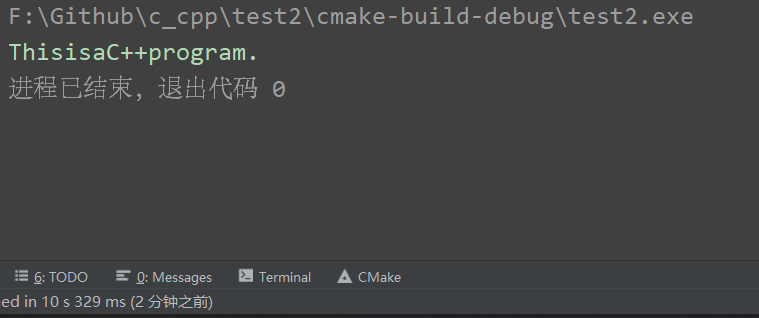 F:\Github\c_cpp\test2\cmake-build-debug\test2.exe
ThisisaC++program.
进程已结束, 退出代码 0
6: TODO 0: Messages Terminal CMake
ed in 10 s 329 ms (2 分钟之前)